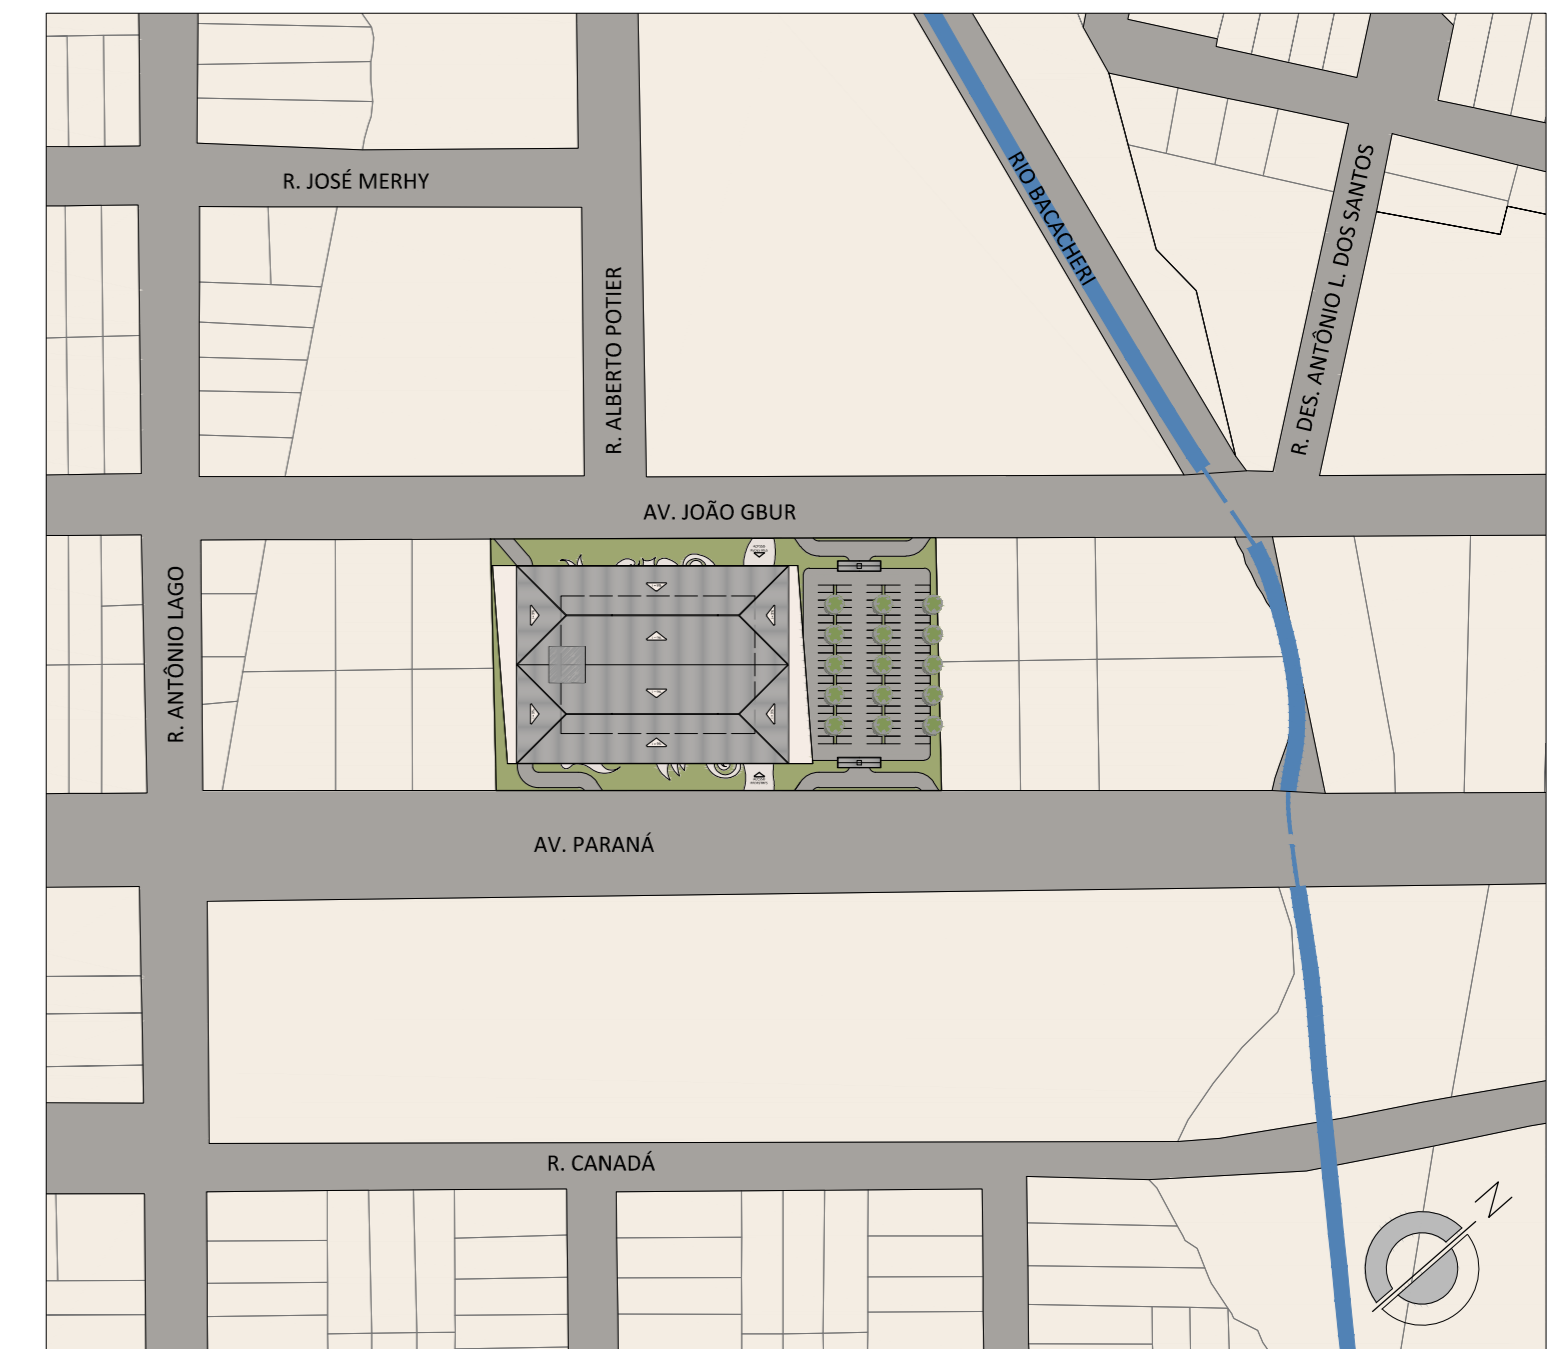 R. JOSÉ MERHY
RIO BACACHERI
R. DES. ANTÔNIO L. DOS SANTOS
R. ALBERTO POTIER
AV. JOÃO GBUR
R. ANTÔNIO LAGO
AV. PARANÁ
R. CANADÁ
N